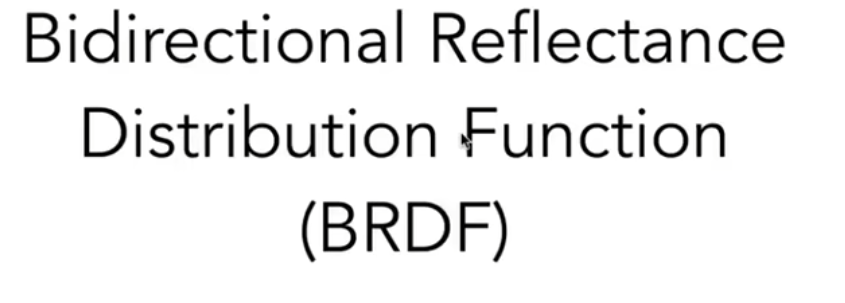 Bidirectional Reflectance
Distribution Function
(BRDF)